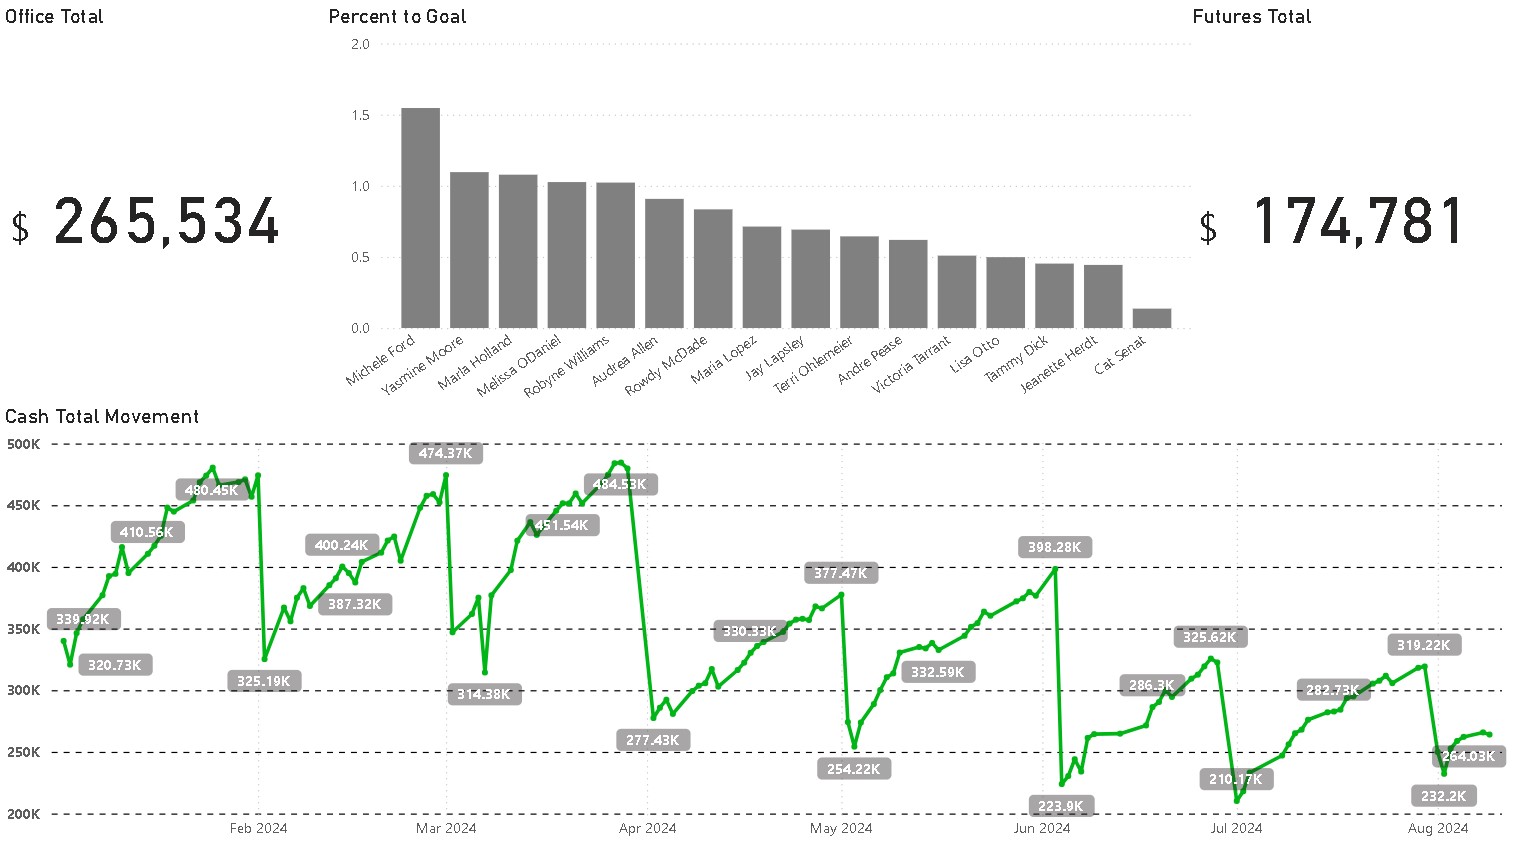 Office Total
Percent to Goal
Futures Total
2.0
1.5
1.0
0.5
0.0
$ 265,534
$ 174,781
Michele Ford
Yasmine Moore
Marla Holland
Melissa ODaniel
Robyne Williams
Audrea Allen
Rowdy McDade
Maria Lopez
Jay Lapsley
Terri Ohlemeier
Andre Pease
Victoria Tarrant
Lisa Otto
Tammy Dick
Jeanette Herdt
Cat Senat
Cash Total Movement
500K
450K
400K
350K
300K
250K
200K
339.92K
320.73K
410.56K
480.45K
325.19K
400.24K
387.32K
474.37K
314.38K
451.54K
484.53K
277.43K
330.33K
377.47K
254.22K
332.59K
398.28K
223.9K
286.3K
325.62K
210.17K
282.73K
319.22K
232.2K
264.03K
Feb 2024
Mar 2024
Apr 2024
May 2024
Jun 2024
Jul 2024
Aug 2024